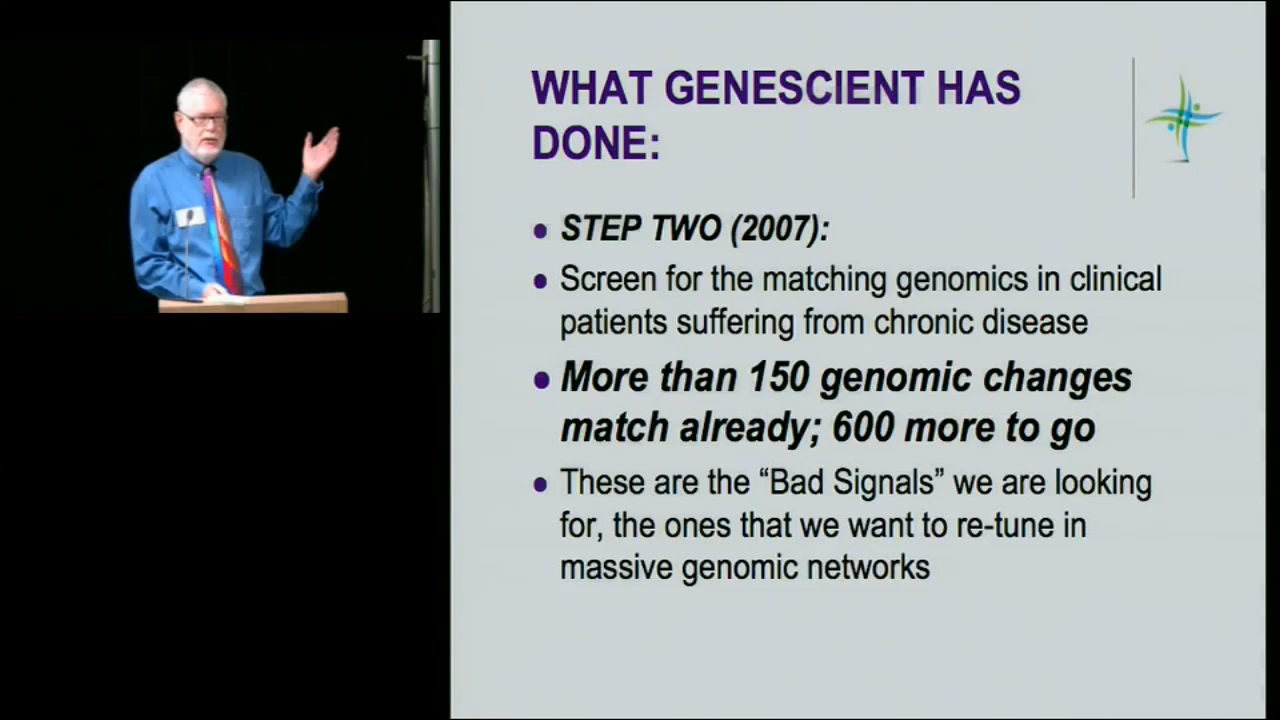 WHAT GENESCIENT HAS
DONE:
• STEP TWO (2007):
• Screen for the matching genomics in clinical
patients suffering from chronic disease
• More than 150 genomic changes
match already; 600 more to go
• These are the “Bad Signals” we are looking
for, the ones that we want to re-tune in
massive genomic networks